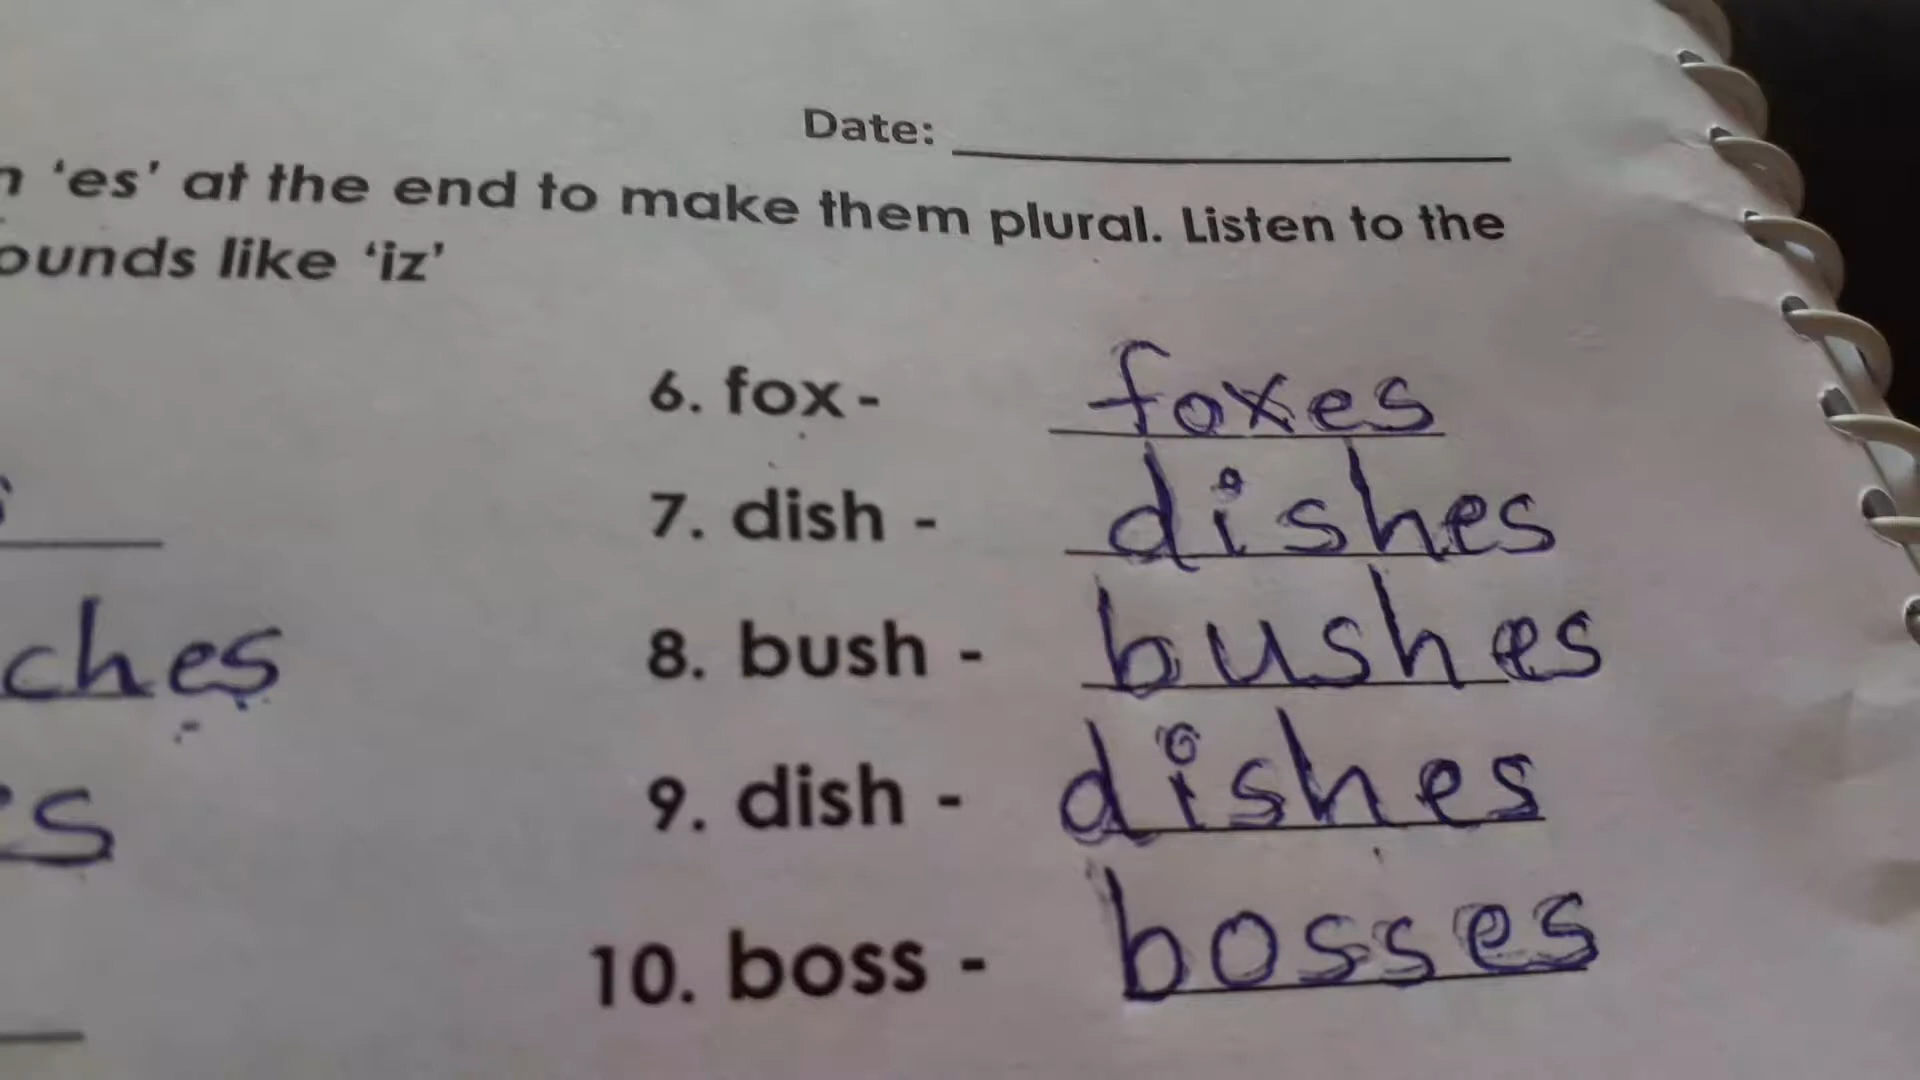 Date:
'es' at the end to make them plural. Listen to the
ounds like 'iz'
6. fox - foxes
7. dish - dishes
ches
8. bush - bushes
9. dish - dishes
es
10. boss - bosses